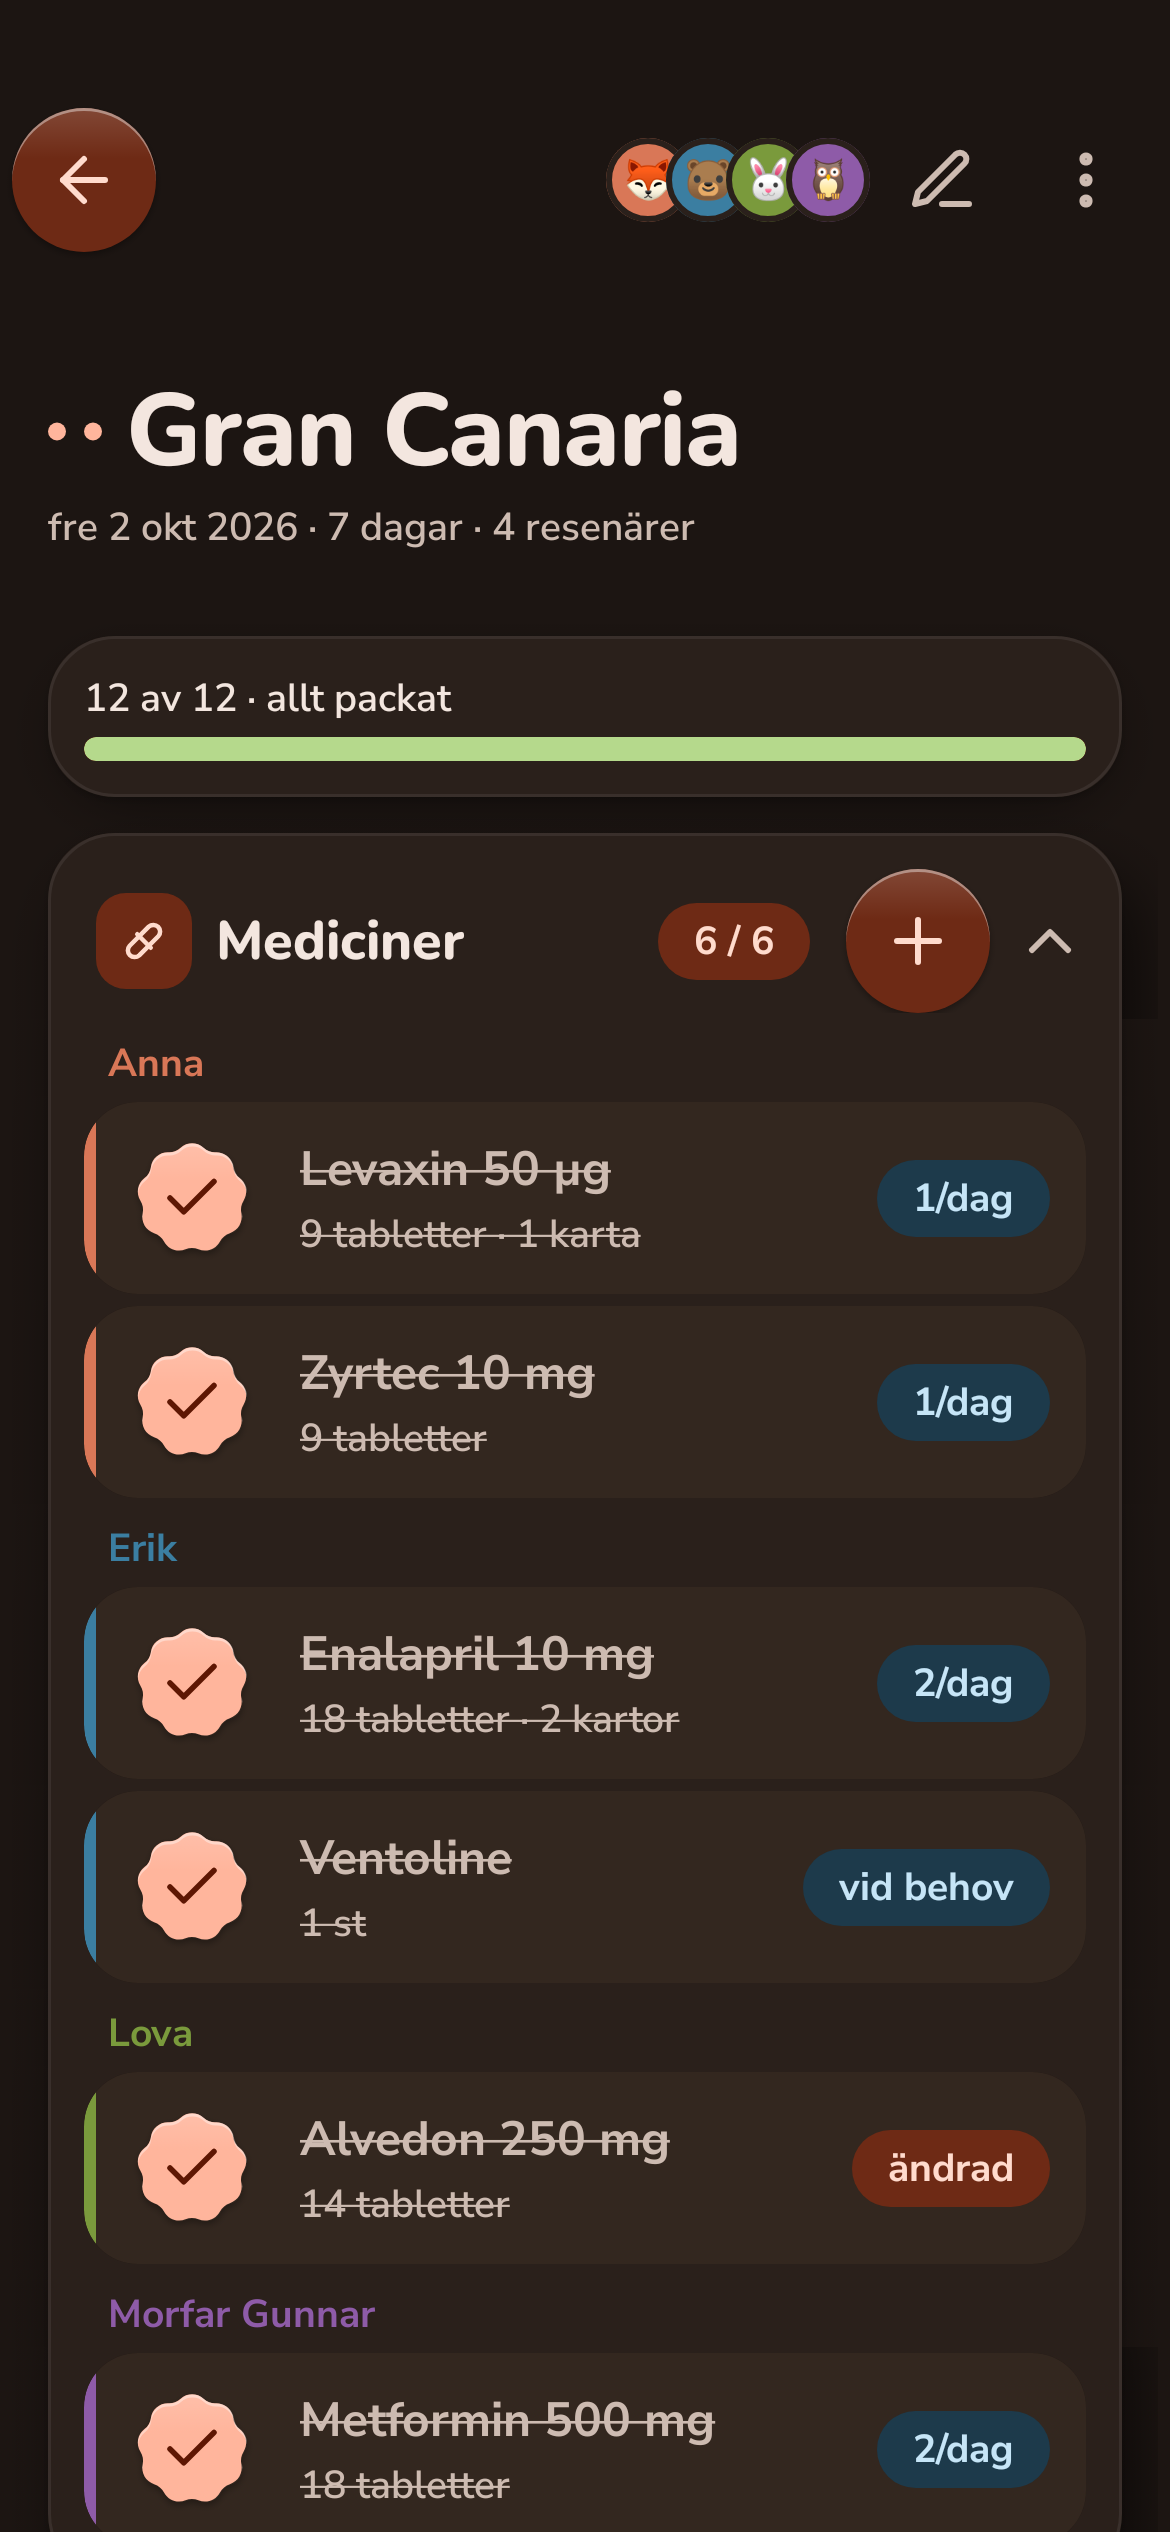 Gran Canaria
fre 2 okt 2026 · 7 dagar · 4 resenärer
12 av 12 · allt packat
Mediciner
6 / 6
Anna
Levaxin 50 µg
9 tabletter · 1 karta
1/dag
Zyrtec 10 mg
9 tabletter
1/dag
Erik
Enalapril 10 mg
18 tabletter · 2 kartor
2/dag
Ventoline
1 st
vid behov
Lova
Alvedon 250 mg
14 tabletter
ändrad
Morfar Gunnar
Metformin 500 mg
18 tabletter
2/dag